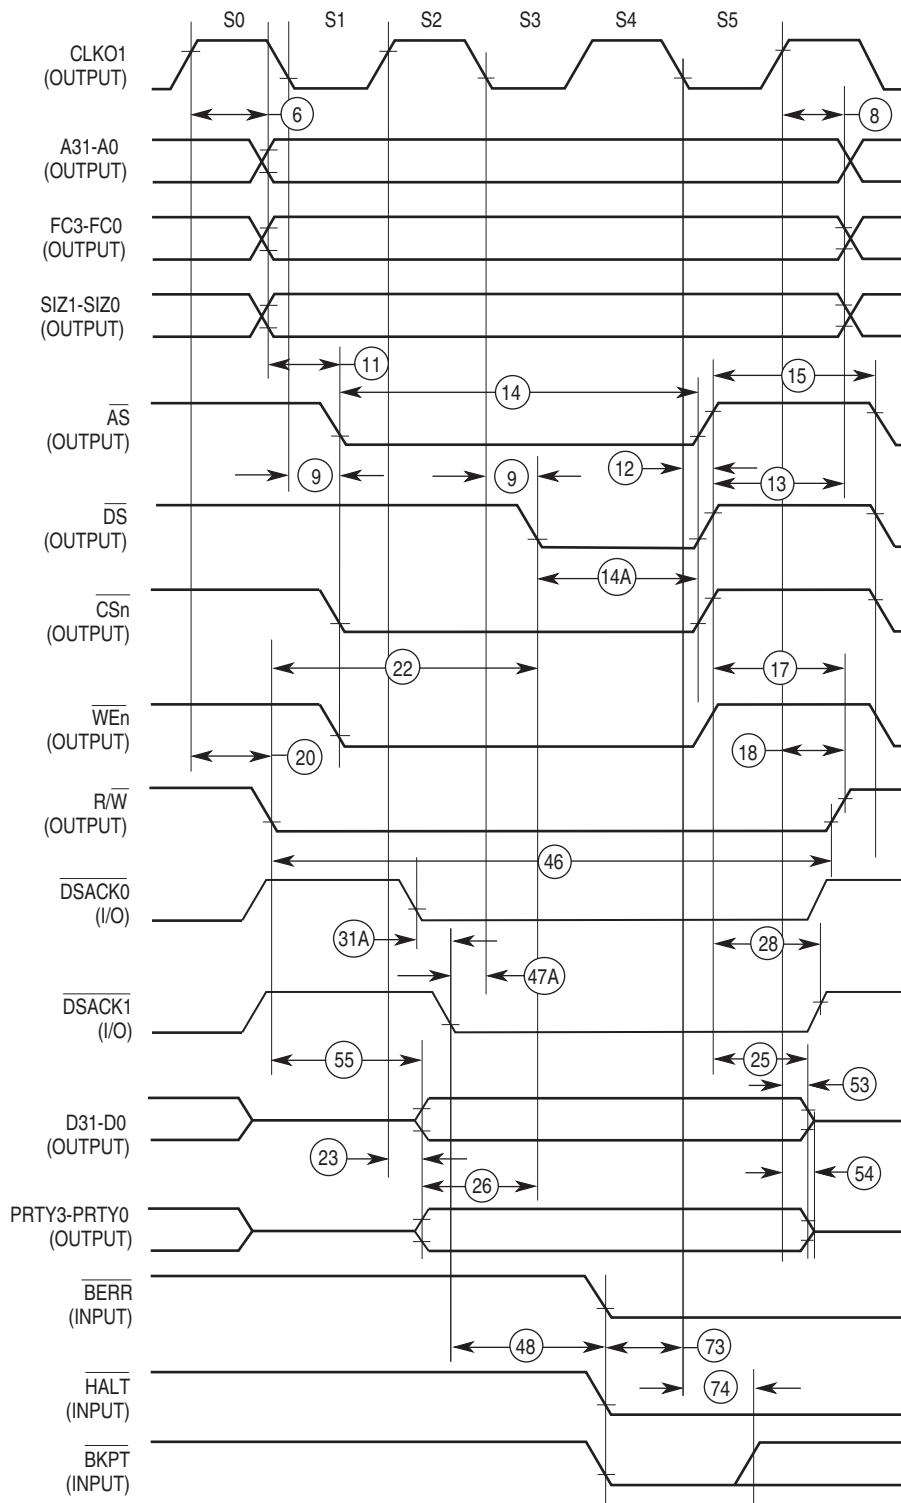 S0 S1 S2 S3 S4 S5
CLKO1
(OUTPUT)
6 8
A31-A0
(OUTPUT)
FC3-FC0
(OUTPUT)
SIZ1-SIZ0
(OUTPUT)
11 15
14
AS
(OUTPUT)
9 9 12
13
DS
(OUTPUT)
14A
CSn
(OUTPUT)
22 17
WEn
(OUTPUT)
20 18
R/W
(OUTPUT)
46
DSACK0
(I/O)
31A 28
47A
DSACK1
(I/O)
55 25
53
D31-D0
(OUTPUT)
23 54
26
PRTY3-PRTY0
(OUTPUT)
BERR
(INPUT)
48 73
HALT
(INPUT)
74
BKPT
(INPUT)